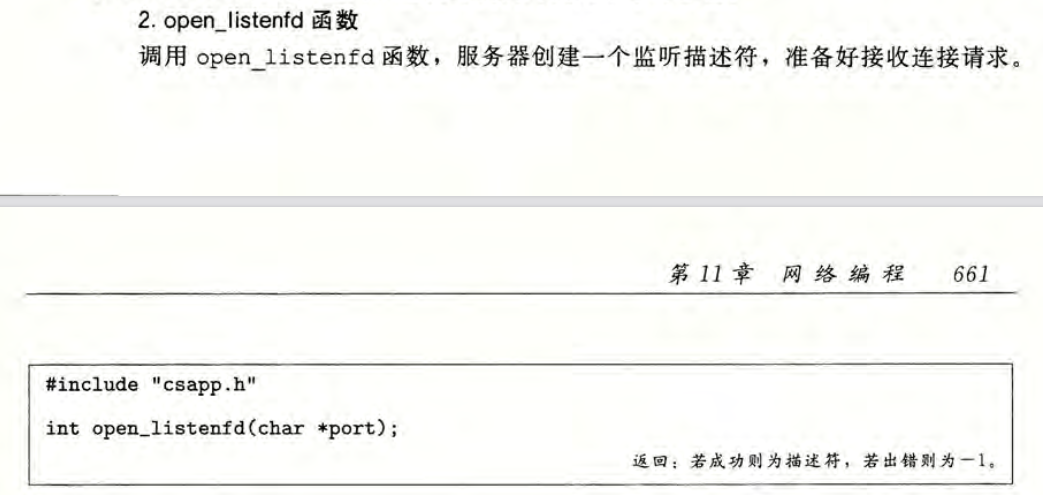 2. open_listenfd 函数
调用 open_listenfd 函数，服务器创建一个监听描述符，准备好接收连接请求。
第 11 章 网络编程 661
#include "csapp.h"
int open_listenfd(char *port);
返回：若成功则为描述符，若出错则为－1。